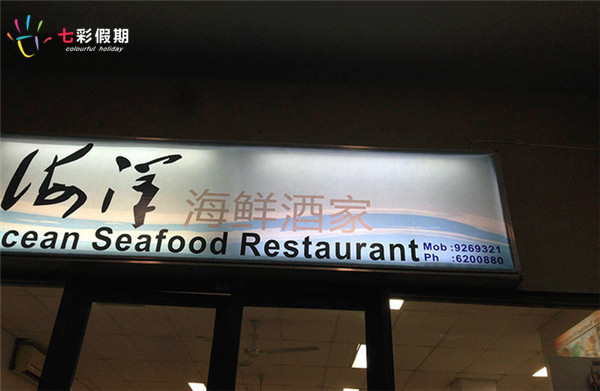 七彩假期
colourful holiday
海洋
海鲜酒家
cean Seafood Restaurant
Mob :9269321
Ph :6200880